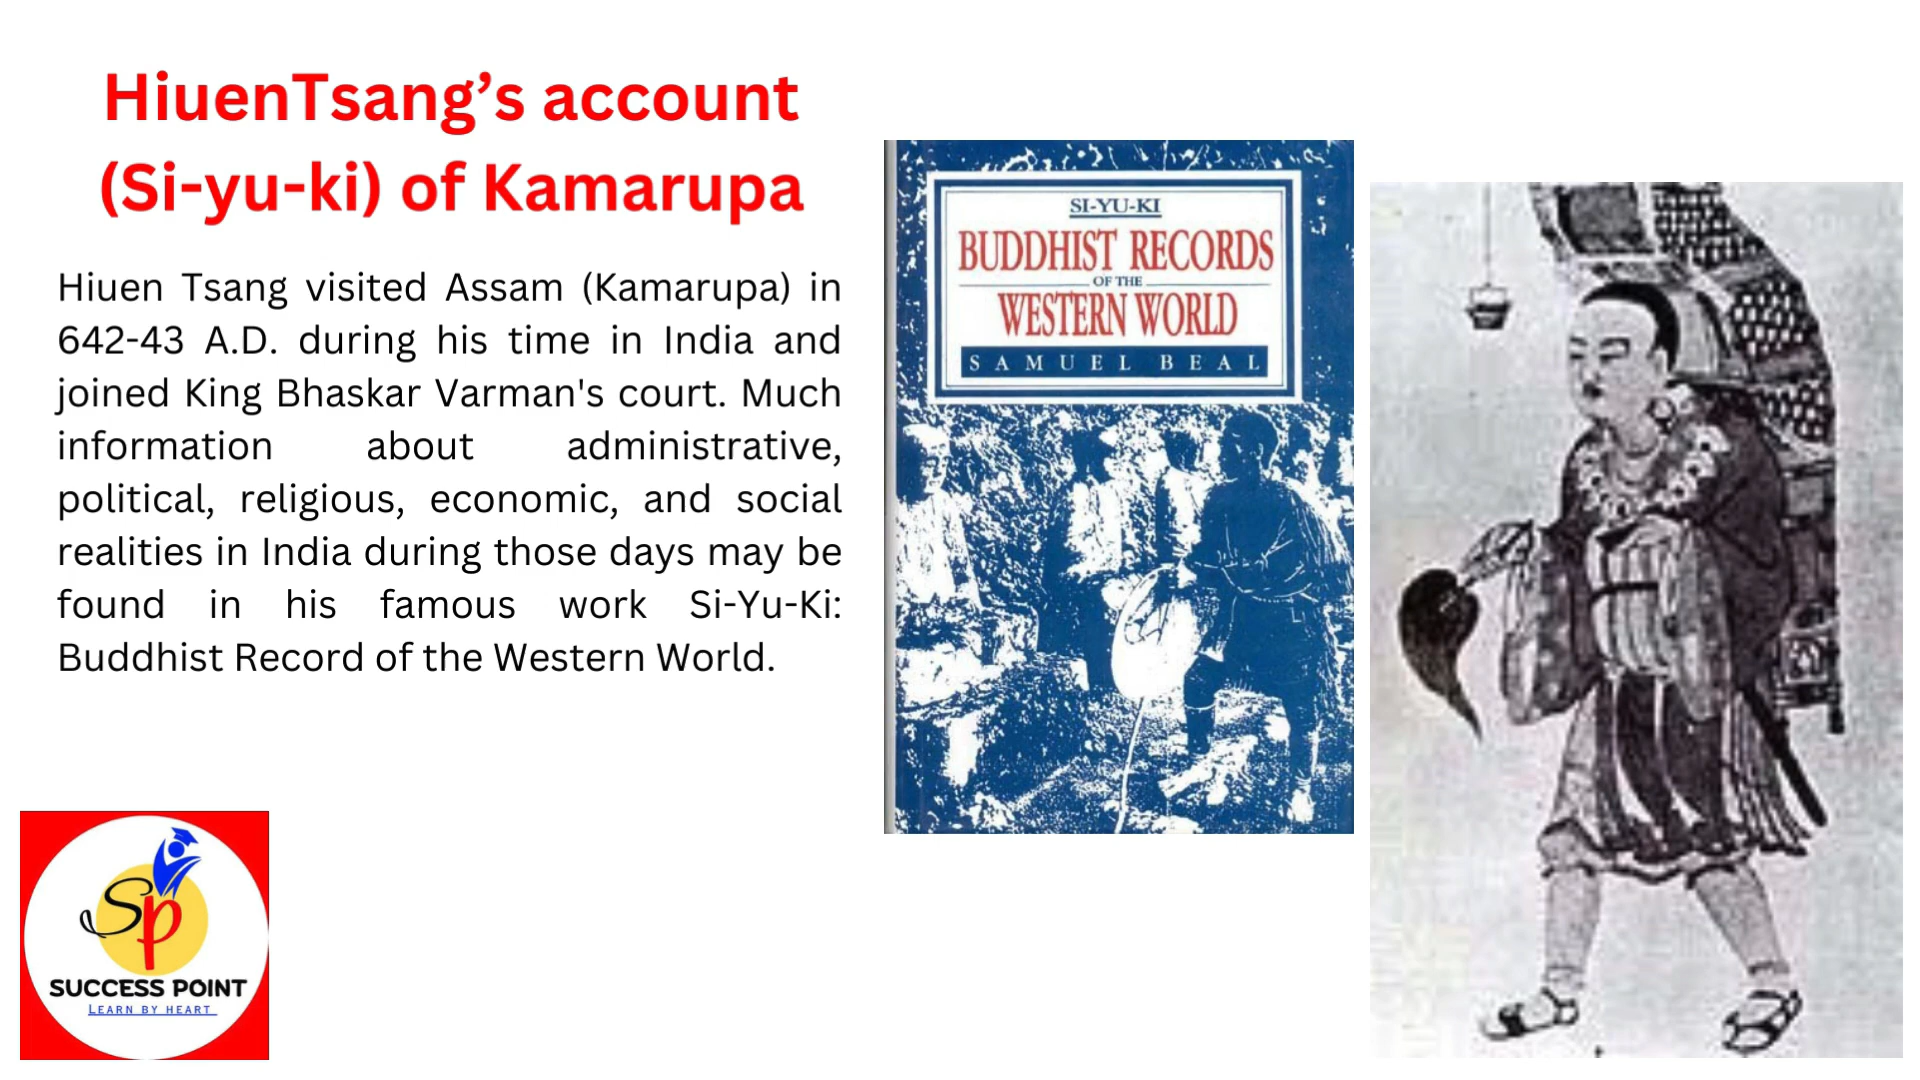 HiuenTsang’s account
(Si-yu-ki) of Kamarupa
Hiuen Tsang visited Assam (Kamarupa) in
642-43 A.D. during his time in India and
joined King Bhaskar Varman's court. Much
information about administrative,
political, religious, economic, and social
realities in India during those days may be
found in his famous work Si-Yu-Ki:
Buddhist Record of the Western World.
SI-YU-KI
BUDDHIST RECORDS
OF THE
WESTERN WORLD
SAMUEL BEAL
Sp
SUCCESS POINT
LEARN BY HEART